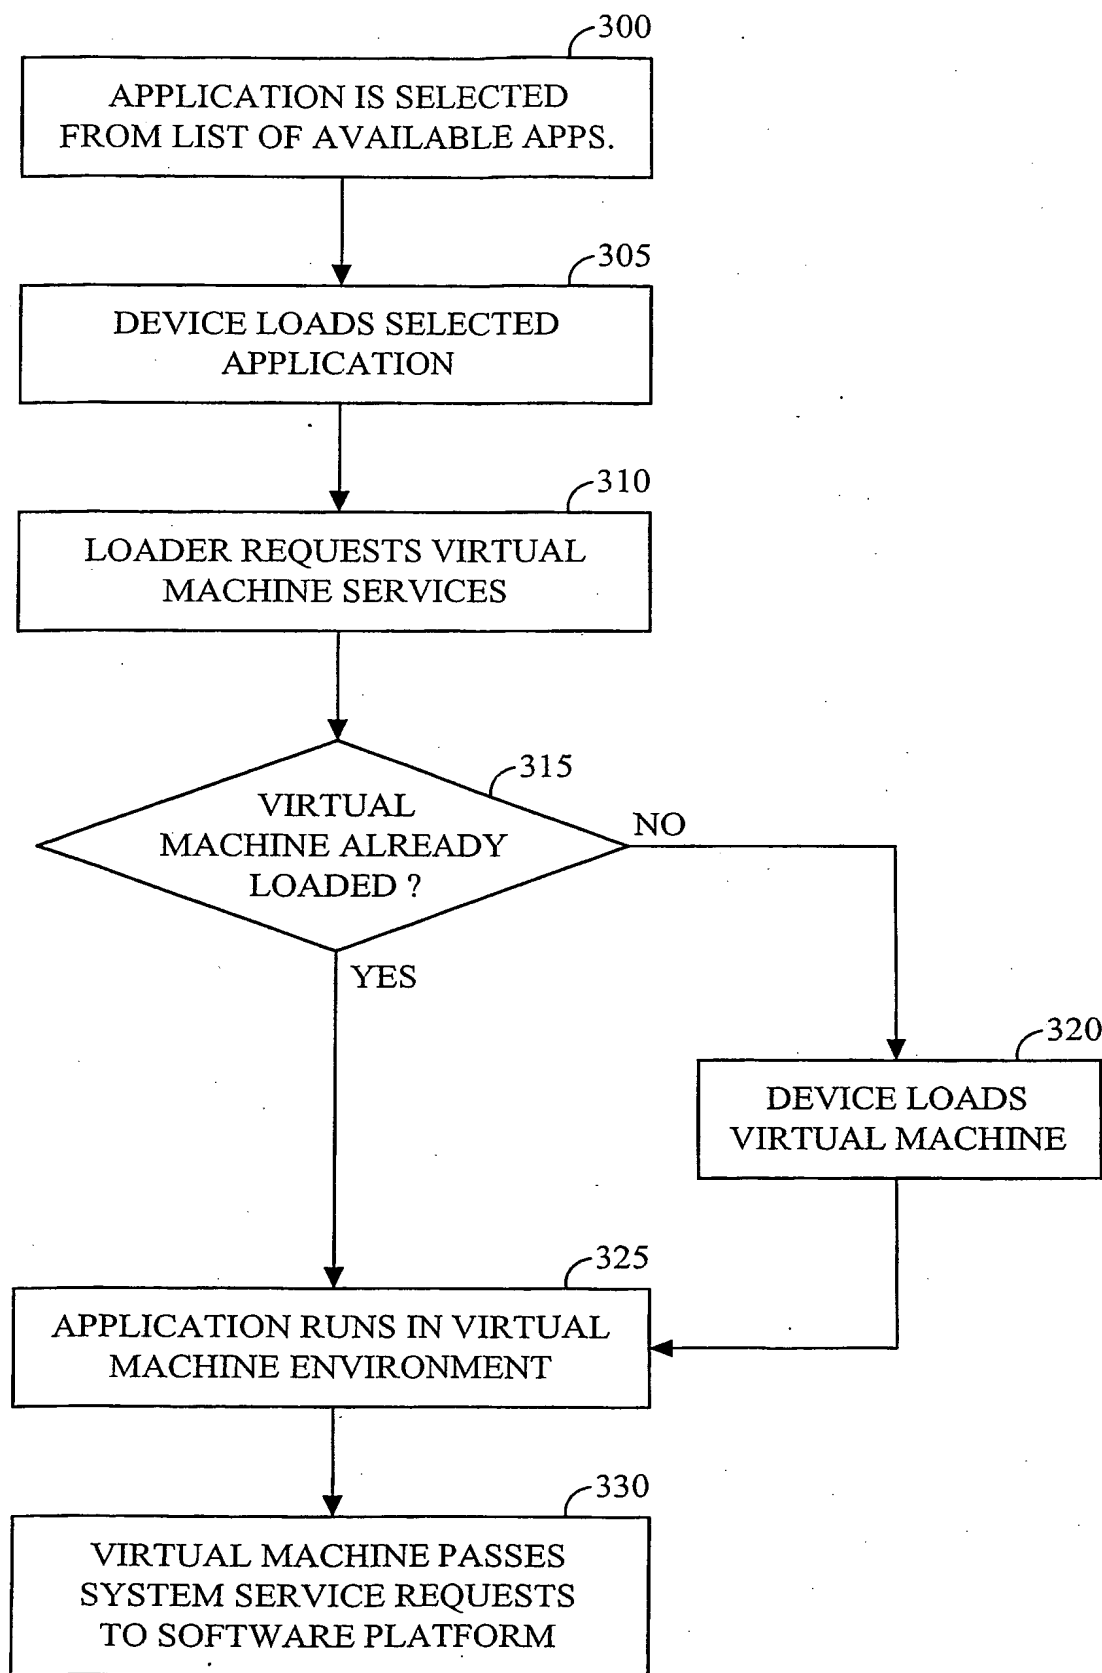 300
APPLICATION IS SELECTED
FROM LIST OF AVAILABLE APPS.
305
DEVICE LOADS SELECTED
APPLICATION
310
LOADER REQUESTS VIRTUAL
MACHINE SERVICES
315
VIRTUAL
MACHINE ALREADY
LOADED ?
NO
YES
320
DEVICE LOADS
VIRTUAL MACHINE
325
APPLICATION RUNS IN VIRTUAL
MACHINE ENVIRONMENT
330
VIRTUAL MACHINE PASSES
SYSTEM SERVICE REQUESTS
TO SOFTWARE PLATFORM